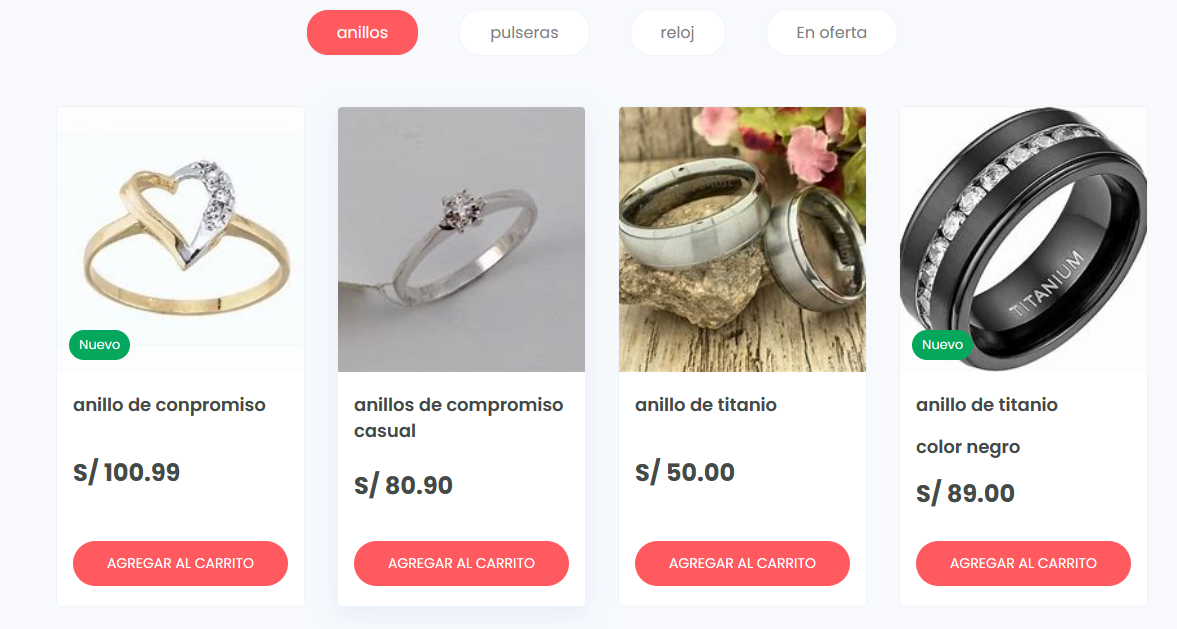 anillos
pulseras
reloj
En oferta
TITANIUM
Nuevo
Nuevo
anillo de conpromiso
S/ 100.99
AGREGAR AL CARRITO
anillos de compromiso
casual
S/ 80.90
AGREGAR AL CARRITO
anillo de titanio
S/ 50.00
AGREGAR AL CARRITO
anillo de titanio
color negro
S/ 89.00
AGREGAR AL CARRITO